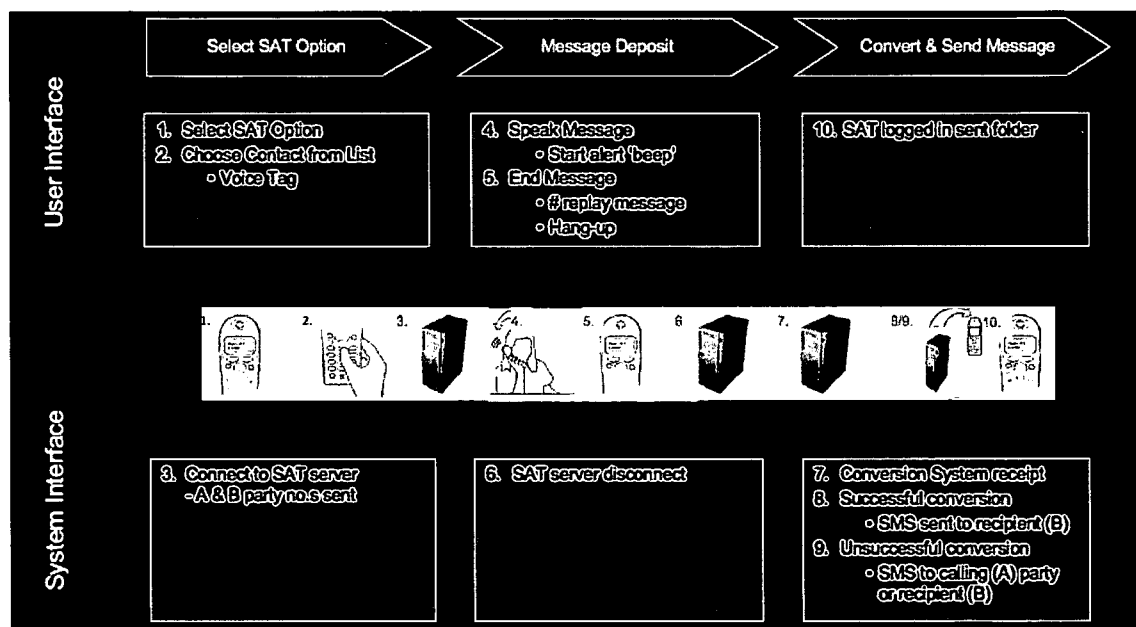 Select SAT Option
Message Deposit
Convert & Send Message
User Interface
1. Select SAT Option
2. Choose Contact from List
• Voice Tag
4. Speak Message
• Start alert 'beep'
5. End Message
• # replay message
• Hang-up
10. SAT logged in sent folder
1.
2.
3.
4.
5.
6
7.
8/9.
10.
System Interface
3. Connect to SAT server
- A & B party no.s sent
6. SAT server disconnect
7. Conversion System receipt
8. Successful conversion
• SMS sent to recipient (B)
9. Unsuccessful conversion
• SMS to calling (A) party
or recipient (B)